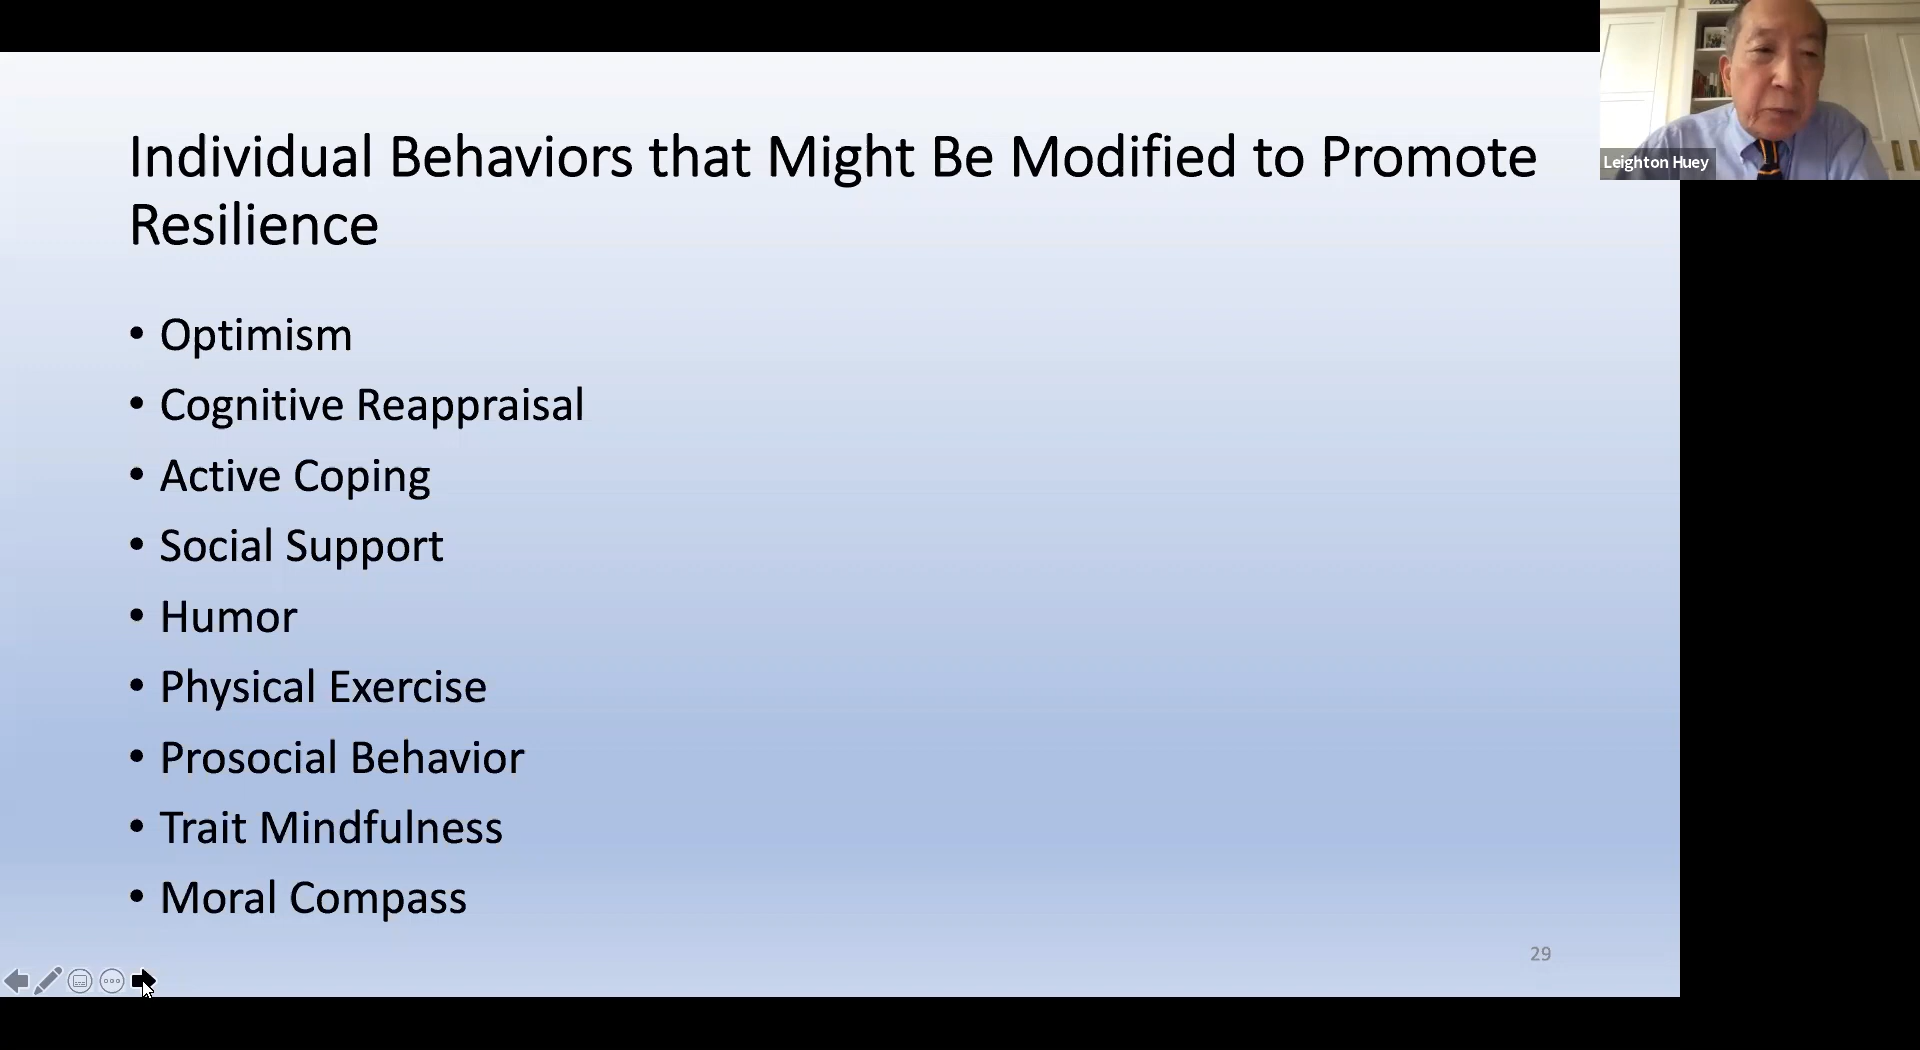 Individual Behaviors that Might Be Modified to Promote
Resilience
• Optimism
• Cognitive Reappraisal
• Active Coping
• Social Support
• Humor
• Physical Exercise
• Prosocial Behavior
• Trait Mindfulness
• Moral Compass
29
Leighton Huey